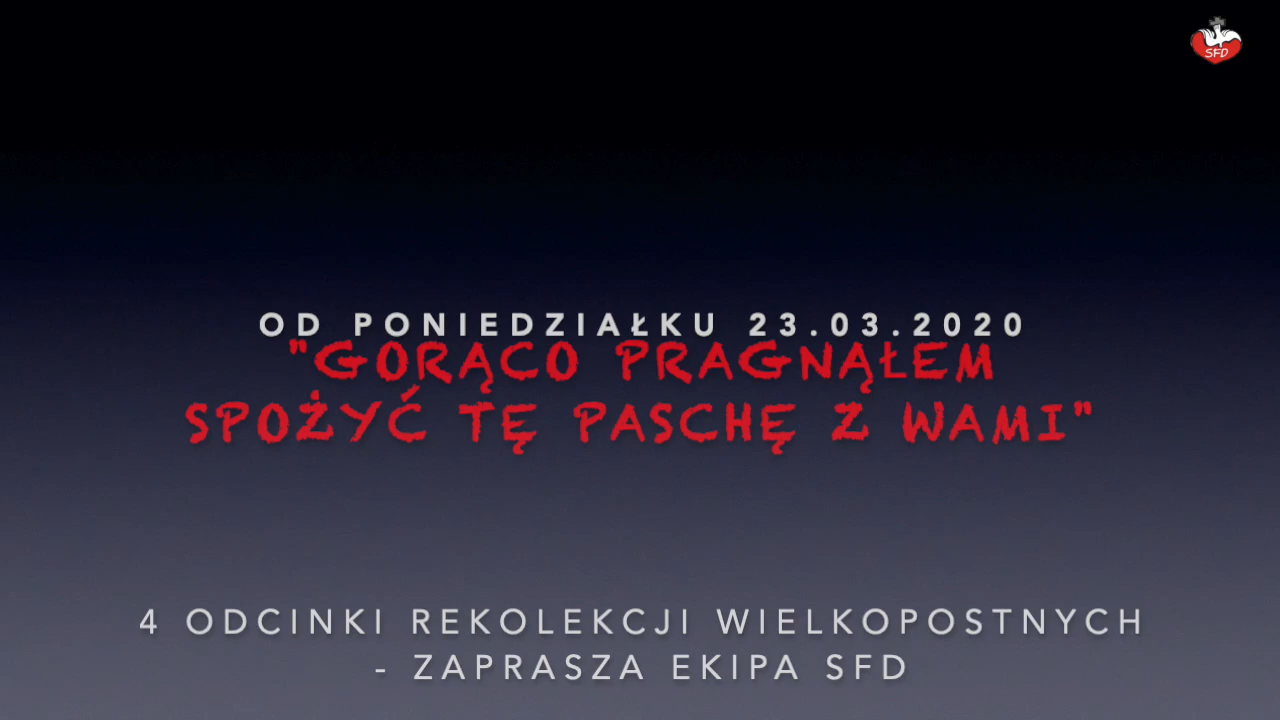 SFD
OD PONIEDZIAŁKU 23.03.2020
"GORĄCO PRAGNĄŁEM
SPOŻYĆ TĘ PASCHĘ Z WAMI"
4 ODCINKI REKOLEKCJI WIELKOPOSTNYCH
- ZAPRASZA EKIPA SFD